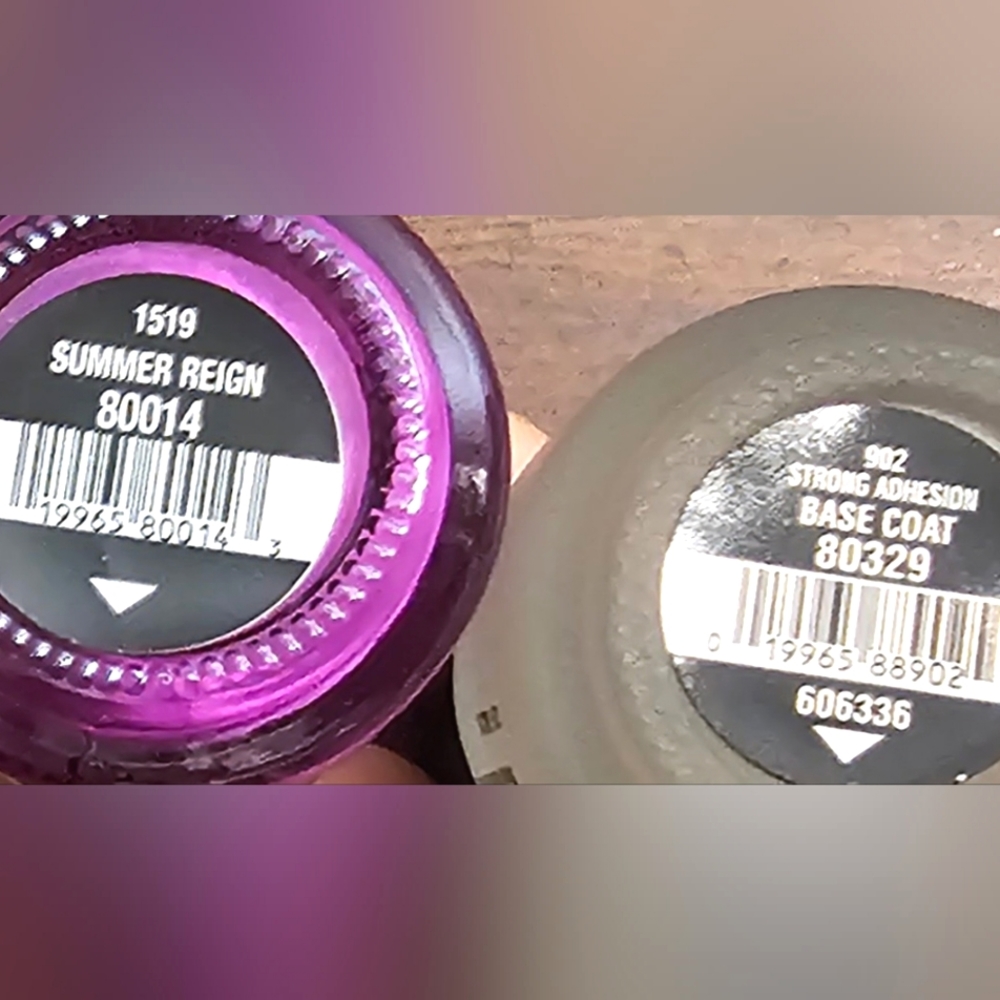 1519
SUMMER REIGN
80014
19965 80014 3
902
STRONG ADHESION
BASE COAT
80329
0 19965 88902
606336